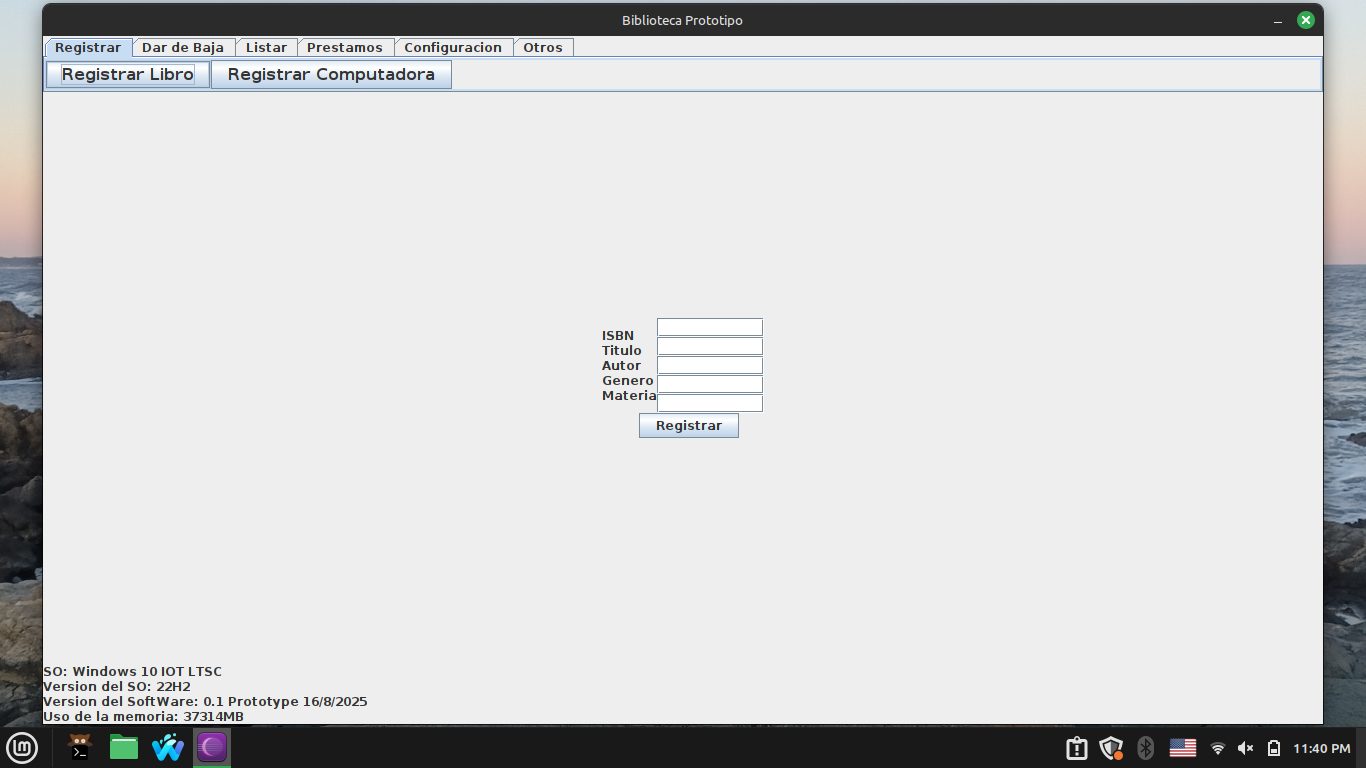 Biblioteca Prototipo
Registrar Dar de Baja Listar Prestamos Configuracion Otros
Registrar Libro Registrar Computadora
ISBN
Titulo
Autor
Genero
Materia
Registrar
SO: Windows 10 IOT LTSC
Version del SO: 22H2
Version del SoftWare: 0.1 Prototype 16/8/2025
Uso de la memoria: 37314MB
11:40 PM